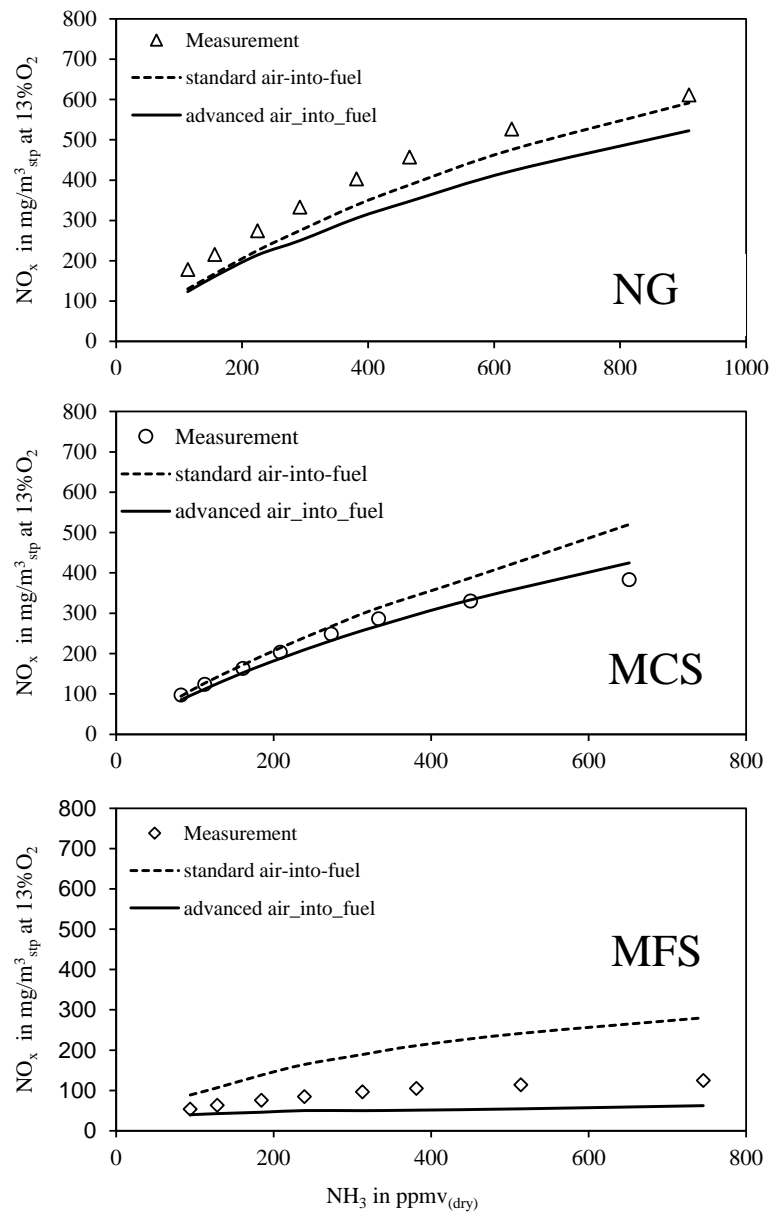 800
700
600
500
400
300
200
100
0
NOₓ in mg/m³stp at 13%O₂
Measurement
standard air-into-fuel
advanced air_into_fuel
NG
0 200 400 600 800 1000
800
700
600
500
400
300
200
100
0
NOₓ in mg/m³stp at 13%O₂
Measurement
standard air-into-fuel
advanced air_into_fuel
MCS
0 200 400 600 800
800
700
600
500
400
300
200
100
0
NOₓ in mg/m³stp at 13%O₂
Measurement
standard air-into-fuel
advanced air_into_fuel
MFS
0 200 400 600 800
NH₃ in ppmv(dry)